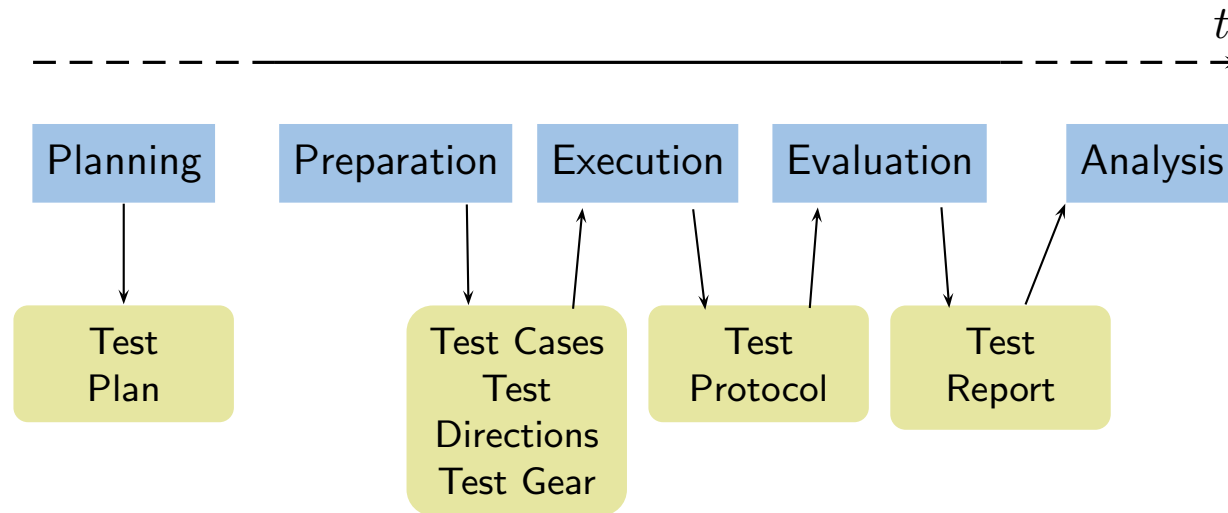 t
Planning
Preparation
Execution
Evaluation
Analysis
Test
Plan
Test Cases
Test
Directions
Test Gear
Test
Protocol
Test
Report